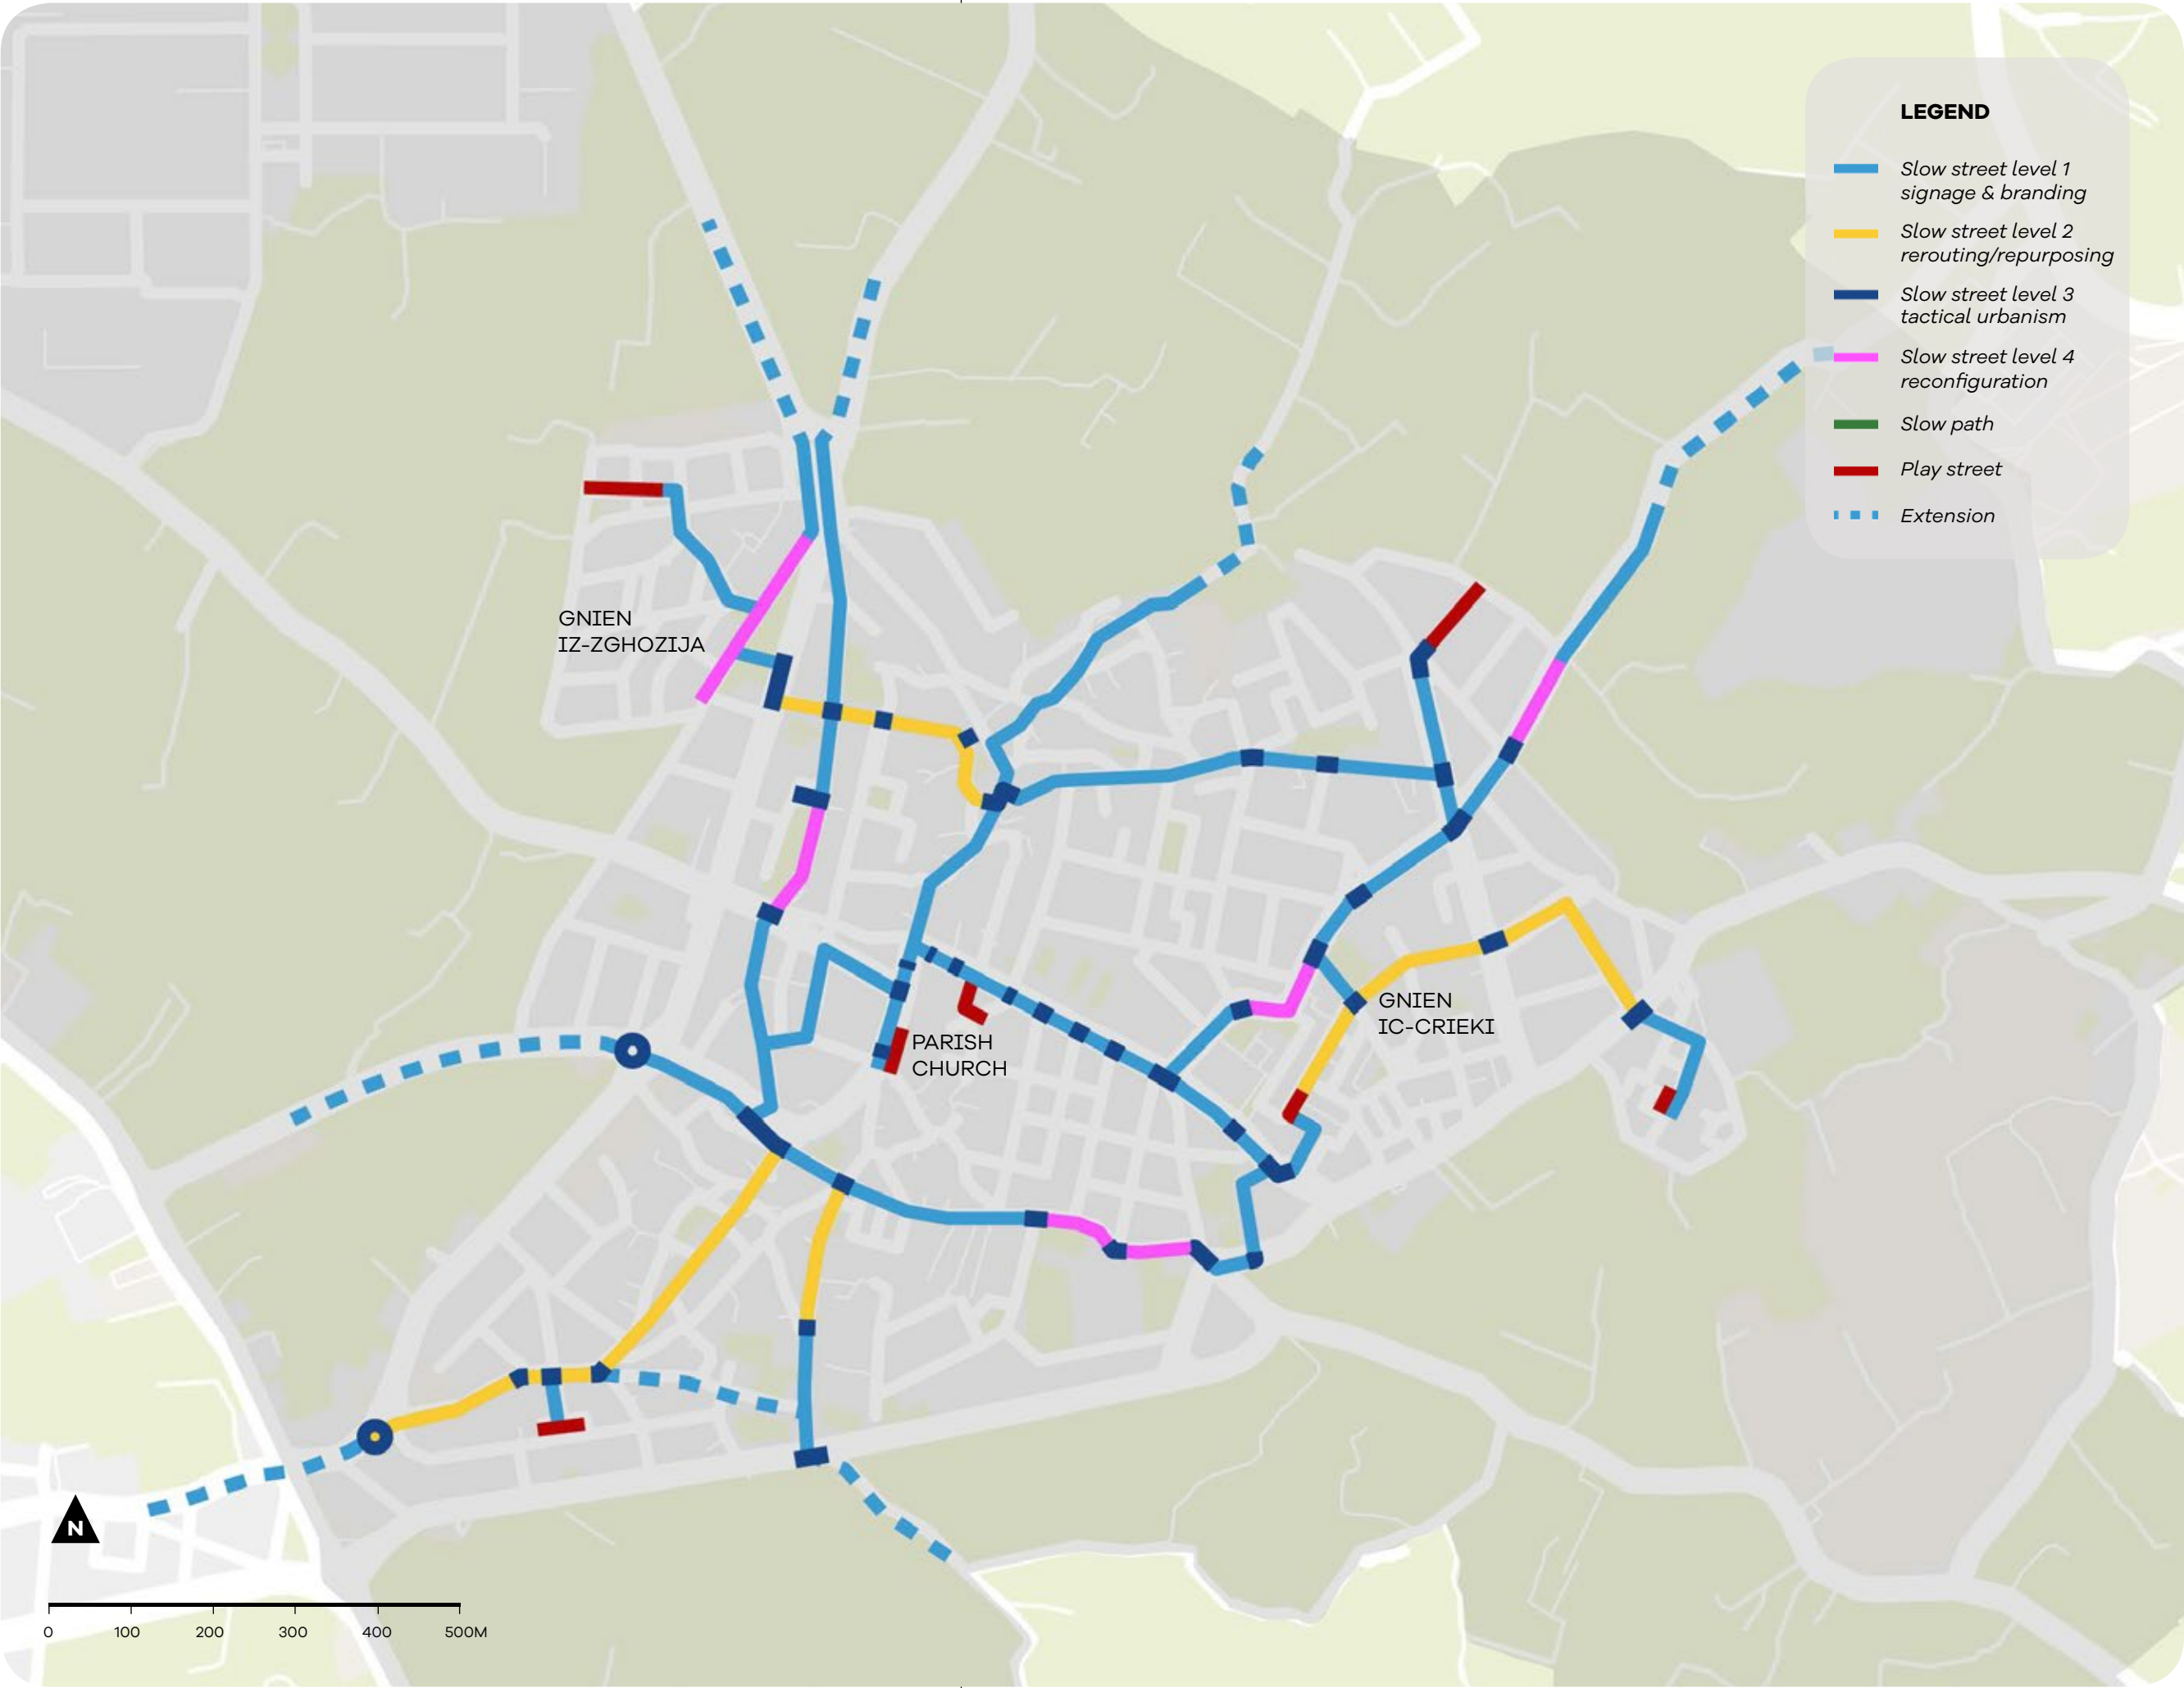 LEGEND
Slow street level 1
signage & branding
Slow street level 2
rerouting/repurposing
Slow street level 3
tactical urbanism
Slow street level 4
reconfiguration
Slow path
Play street
Extension
GNIEN
IZ-ZGHOZIJA
GNIEN
IC-CRIEKI
PARISH
CHURCH
N
0 100 200 300 400 500M